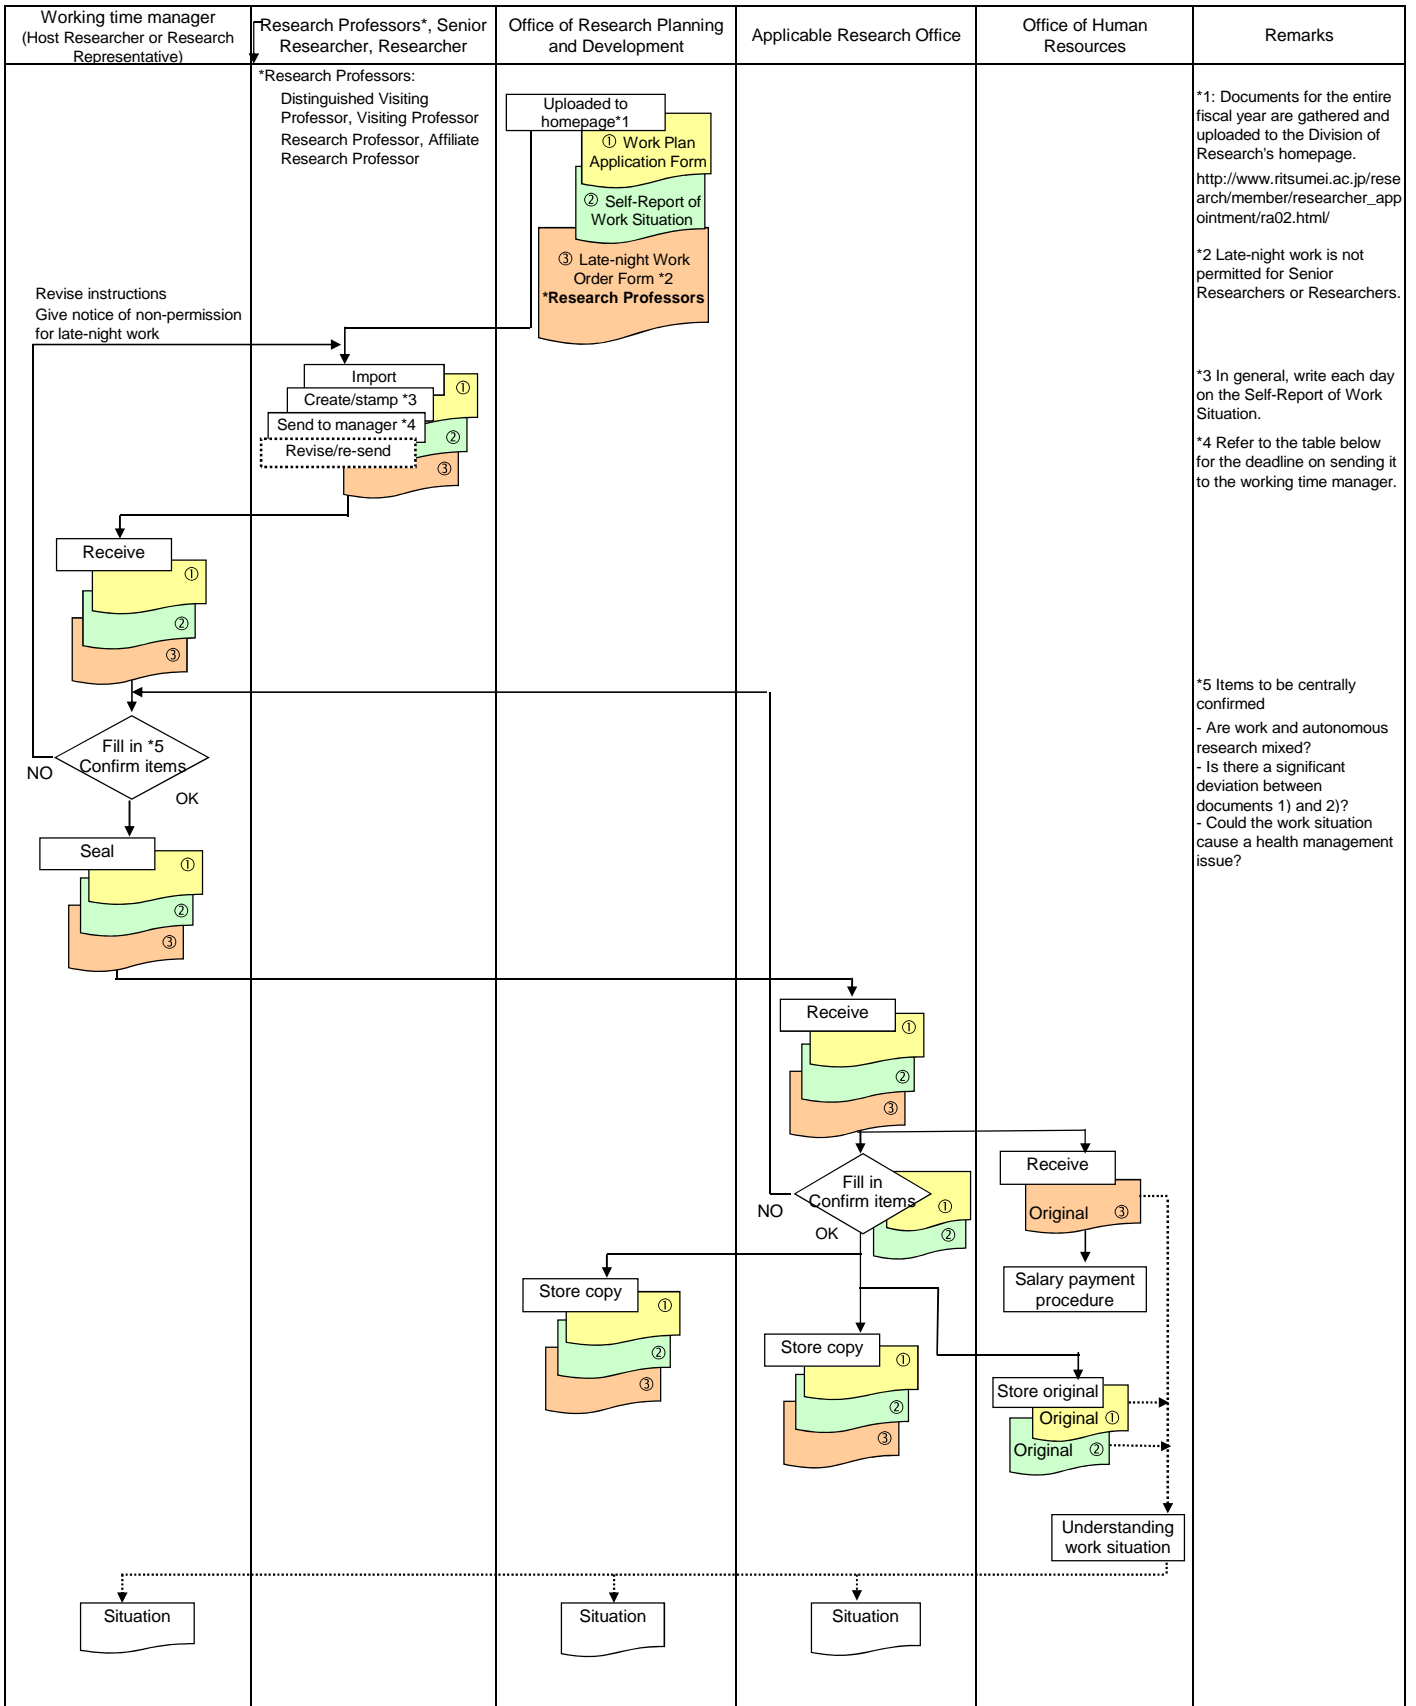 Working time manager
(Host Researcher or Research
Representative)
Research Professors*, Senior
Researcher, Researcher
Office of Research Planning
and Development
Applicable Research Office
Office of Human
Resources
Remarks
*Research Professors:
Distinguished Visiting
Professor, Visiting Professor
Research Professor, Affiliate
Research Professor
Uploaded to
homepage*1
① Work Plan
Application Form
② Self-Report of
Work Situation
③ Late-night Work
Order Form *2
*Research Professors
*1: Documents for the entire
fiscal year are gathered and
uploaded to the Division of
Research's homepage.
http://www.ritsumei.ac.jp/rese
arch/member/researcher_app
ointment/ra02.html/
*2 Late-night work is not
permitted for Senior
Researchers or Researchers.
Revise instructions
Give notice of non-permission
for late-night work
Import
①
Create/stamp *3
Send to manager *4
②
Revise/re-send
③
*3 In general, write each day
on the Self-Report of Work
Situation.
*4 Refer to the table below
for the deadline on sending it
to the working time manager.
Receive
①
②
③
*5 Items to be centrally
confirmed
- Are work and autonomous
research mixed?
- Is there a significant
deviation between
documents 1) and 2)?
- Could the work situation
cause a health management
issue?
Fill in *5
Confirm items
NO
OK
Seal
①
②
③
Receive
①
②
③
Fill in
Confirm items
①
②
NO
OK
Receive
Original ③
Salary payment
procedure
Store copy
①
②
③
Store copy
①
②
③
Store original
Original ①
Original ②
Understanding
work situation
Situation
Situation
Situation